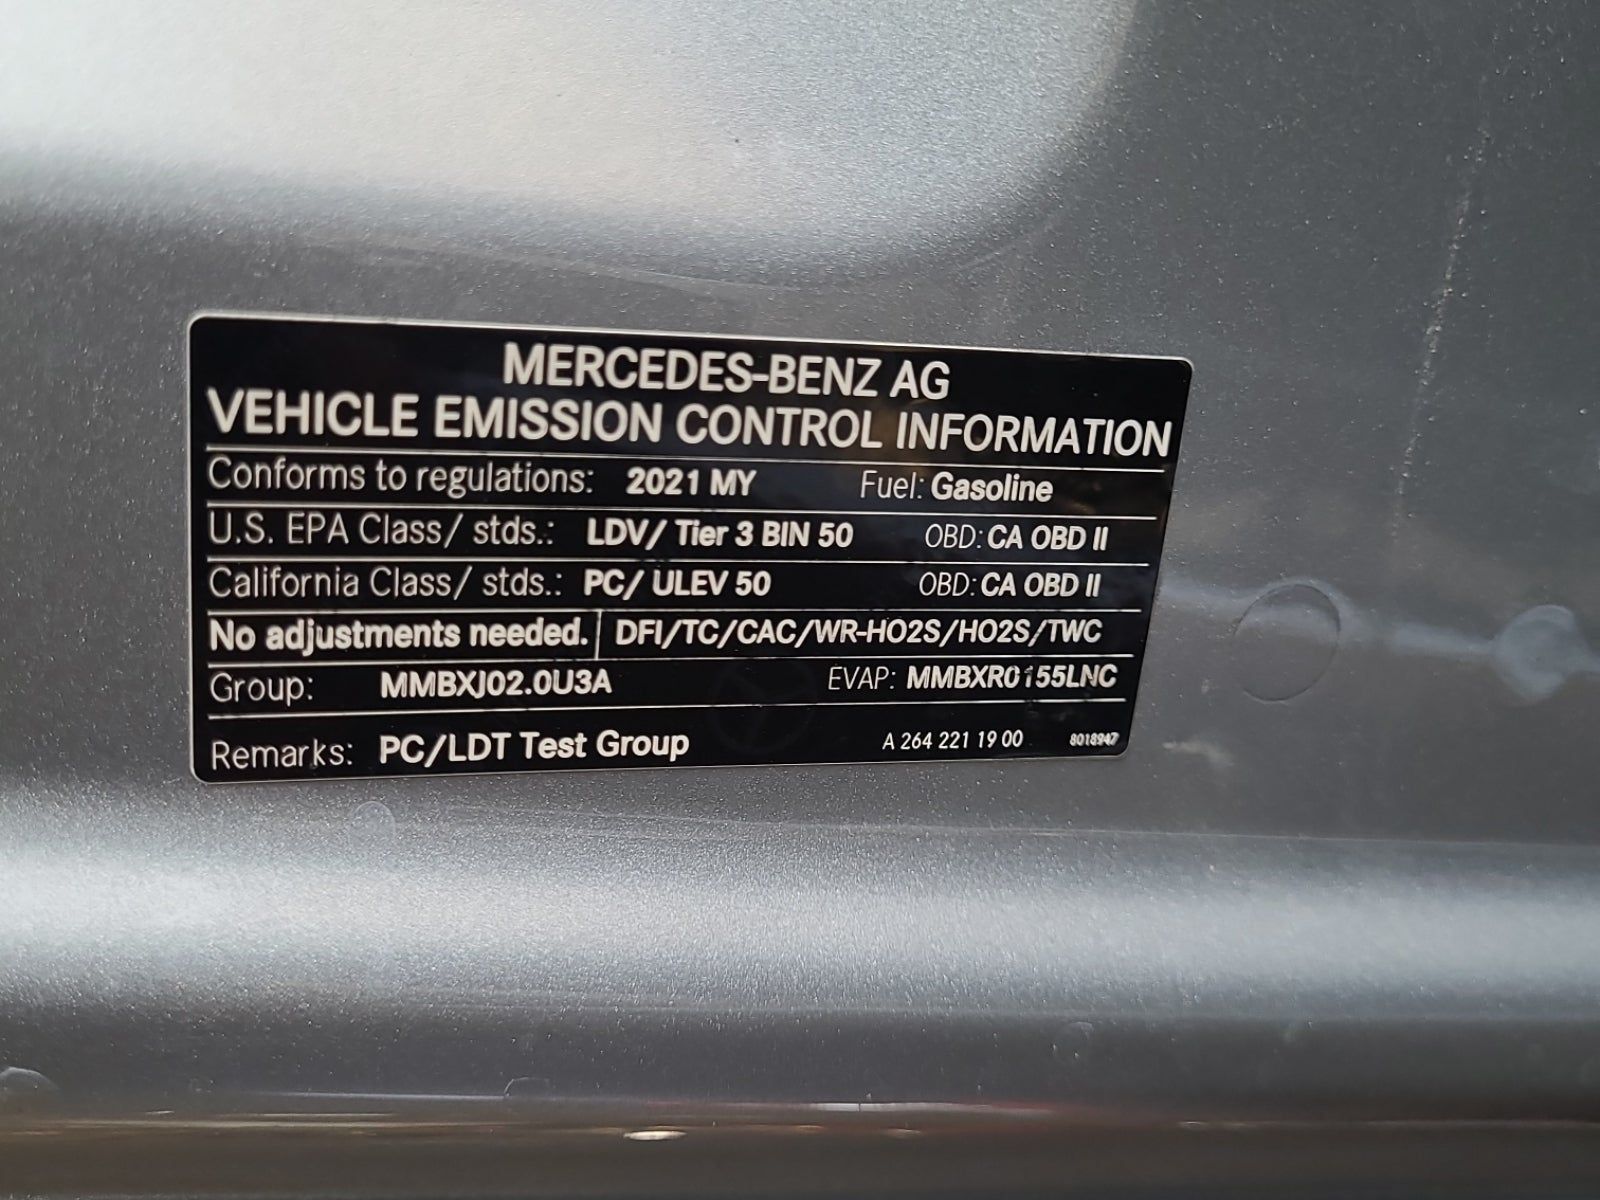 MERCEDES-BENZ AG
VEHICLE EMISSION CONTROL INFORMATION
Conforms to regulations: 2021 MY Fuel: Gasoline
U.S. EPA Class/ stds.: LDV/ Tier 3 BIN 50 OBD: CA OBD II
California Class/ stds.: PC/ ULEV 50 OBD: CA OBD II
No adjustments needed. DFI/TC/CAC/WR-HO2S/HO2S/TWC
Group: MMBXJ02.0U3A EVAP: MMBXR0155LNC
Remarks: PC/LDT Test Group A 264 221 19 00 8018947